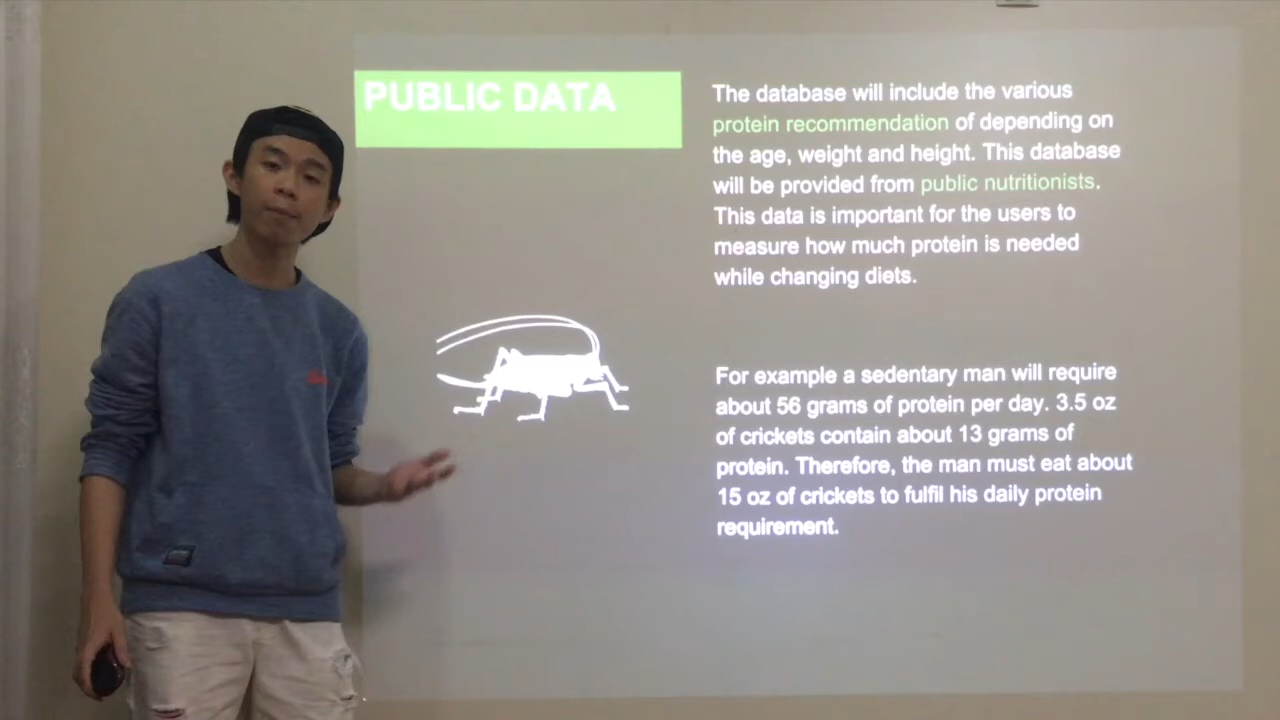 PUBLIC DATA
The database will include the various
protein recommendation of depending on
the age, weight and height. This database
will be provided from public nutritionists.
This data is important for the users to
measure how much protein is needed
while changing diets.
For example a sedentary man will require
about 56 grams of protein per day. 3.5 oz
of crickets contain about 13 grams of
protein. Therefore, the man must eat about
15 oz of crickets to fulfil his daily protein
requirement.